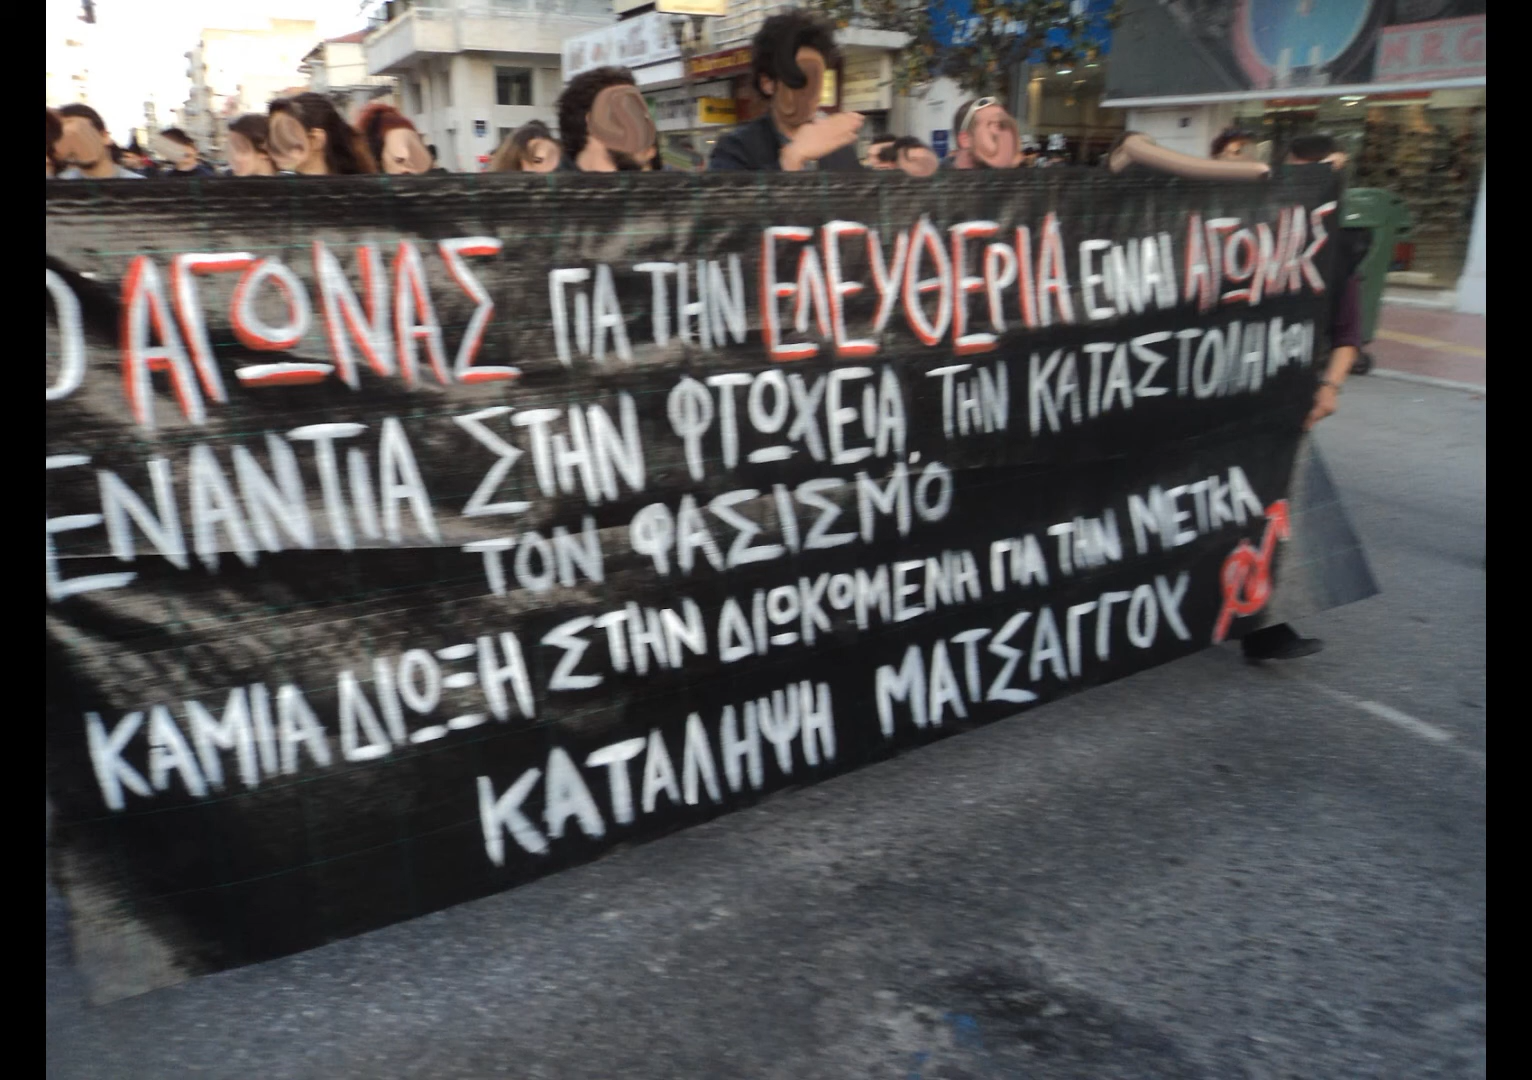 Ο ΑΓΩΝΑΣ ΓΙΑ ΤΗΝ ΕΛΕΥΘΕΡΙΑ ΕΙΝΑΙ ΑΓΩΝΑΣ
ΕΝΑΝΤΙΑ ΣΤΗΝ ΦΤΩΧΕΙΑ, ΤΗΝ ΚΑΤΑΣΤΟΛΗ και
ΤΟΝ ΦΑΣΙΣΜΟ
ΚΑΜΙΑ ΔΙΩΞΗ ΣΤΗΝ ΔΙΩΚΟΜΕΝΗ ΓΙΑ ΤΗΝ ΜΕΤΚΑ
ΚΑΤΑΛΗΨΗ ΜΑΤΣΑΓΓΟΥ